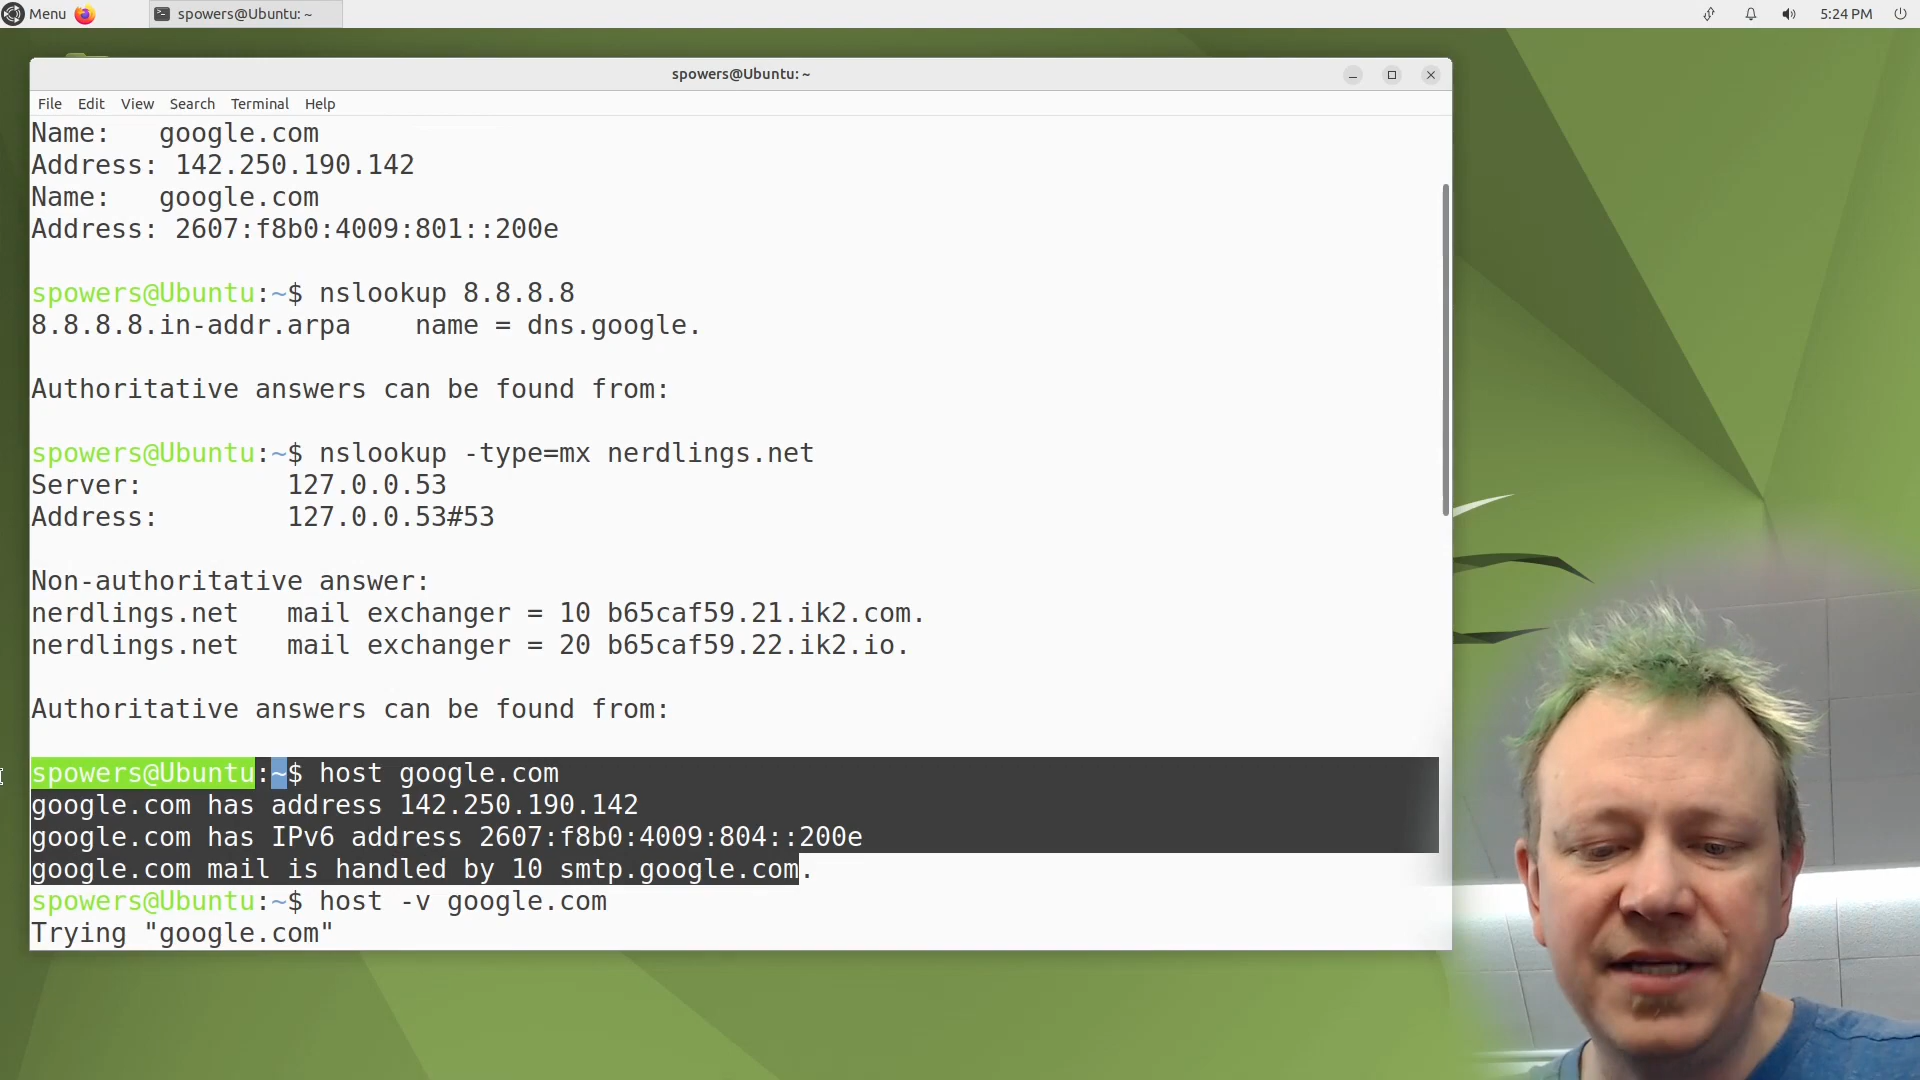 Menu
spowers@Ubuntu: ~
5:24 PM
spowers@Ubuntu: ~
File Edit View Search Terminal Help
Name:   google.com
Address: 142.250.190.142
Name:   google.com
Address: 2607:f8b0:4009:801::200e
spowers@Ubuntu:~$ nslookup 8.8.8.8
8.8.8.8.in-addr.arpa    name = dns.google.
Authoritative answers can be found from:
spowers@Ubuntu:~$ nslookup -type=mx nerdlings.net
Server:         127.0.0.53
Address:        127.0.0.53#53
Non-authoritative answer:
nerdlings.net   mail exchanger = 10 b65caf59.21.ik2.com.
nerdlings.net   mail exchanger = 20 b65caf59.22.ik2.io.
Authoritative answers can be found from:
spowers@Ubuntu:~$ host google.com
google.com has address 142.250.190.142
google.com has IPv6 address 2607:f8b0:4009:804::200e
google.com mail is handled by 10 smtp.google.com.
spowers@Ubuntu:~$ host -v google.com
Trying "google.com"